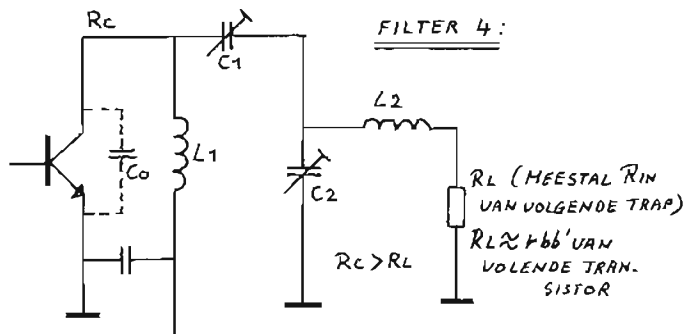 FILTER 4:
Rc
C1
L2
Co
L1
C2
RL (MEESTAL RIN
VAN VOLGENDE TRAP)
RL ≈ rbb' VAN
VOLENDE TRAN-
SISTOR
Rc > RL